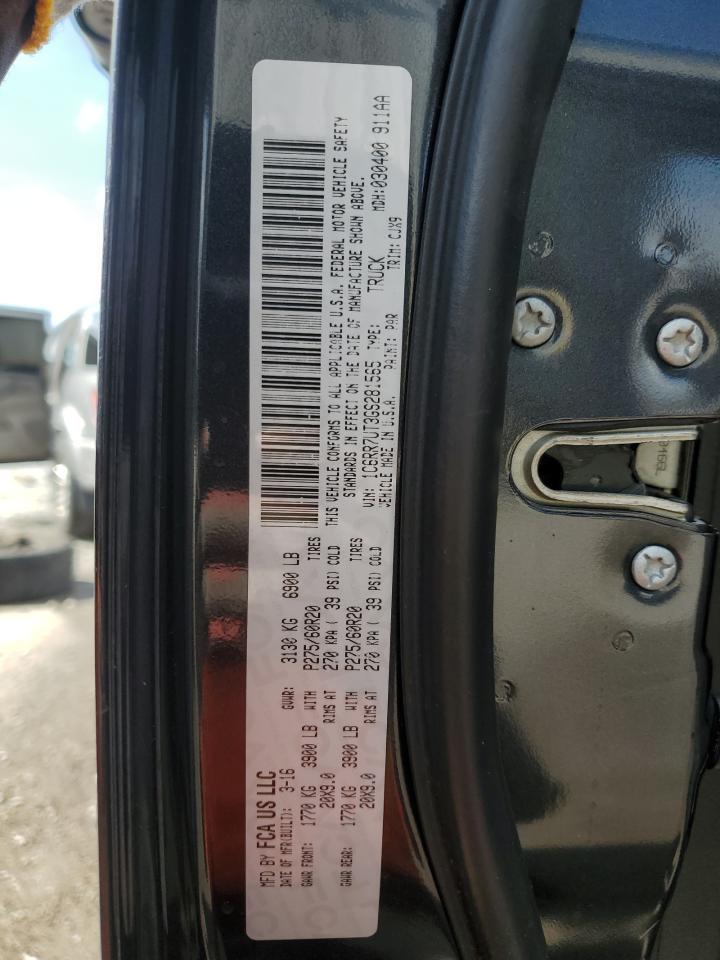 MFD BY FCA US LLC
DATE OF MFR(BUILT): 3-16 GVWR: 3130 KG 6900 LB
GAWR FRONT: 1770 KG 3900 LB WITH P275/60R20 TIRES
20X9.0 RIMS AT 270 KPA ( 39 PSI) COLD
GAWR REAR: 1770 KG 3900 LB WITH P275/60R20 TIRES
20X9.0 RIMS AT 270 KPA ( 39 PSI) COLD
THIS VEHICLE CONFORMS TO ALL APPLICABLE U.S.A. FEDERAL MOTOR VEHICLE SAFETY
STANDARDS IN EFFECT ON THE DATE OF MANUFACTURE SHOWN ABOVE.
VIN: 1C6RR7UT3GS281565 TYPE: TRUCK MDH:030400 911AA
VEHICLE MADE IN U.S.A. PAINT: PAR TRIM: CJX9